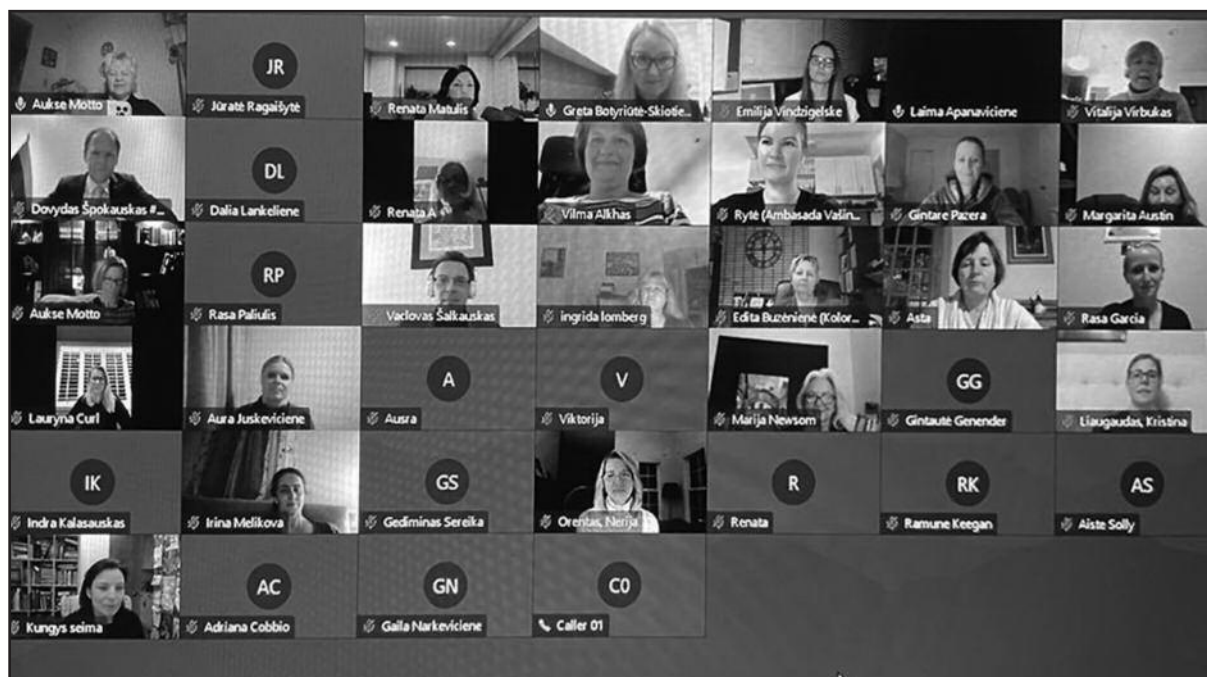 Aukse Motto
JR
Jūratė Ragaišytė
Renata Matulis
Greta Botyriūtė-Skiotie...
Emilija Vindzigelske
Laima Apanaviciene
Vitalija Virbukas
Dovydas Špokauskas #...
DL
Dalia Lankeliene
Renata A
Vilma Alkhas
Rytė (Ambasada Vašin...
Gintare Pazera
Margarita Austin
Aukse Motto
RP
Rasa Paliulis
Vaclovas Šalkauskas
ingrida lomberg
Edita Buzėnienė (Kolor...
Asta
Rasa Garcia
Lauryna Curl
Aura Juskeviciene
A
Ausra
V
Viktorija
Marija Newsom
GG
Gintautė Genender
Liaugaudas, Kristina
IK
Indra Kalasauskas
Irina Melikova
GS
Gediminas Sereika
Orentas, Nerija
R
Renata
RK
Ramune Keegan
AS
Aiste Solly
Kungys seima
AC
Adriana Cobbio
GN
Gaila Narkeviciene
C0
Caller 01